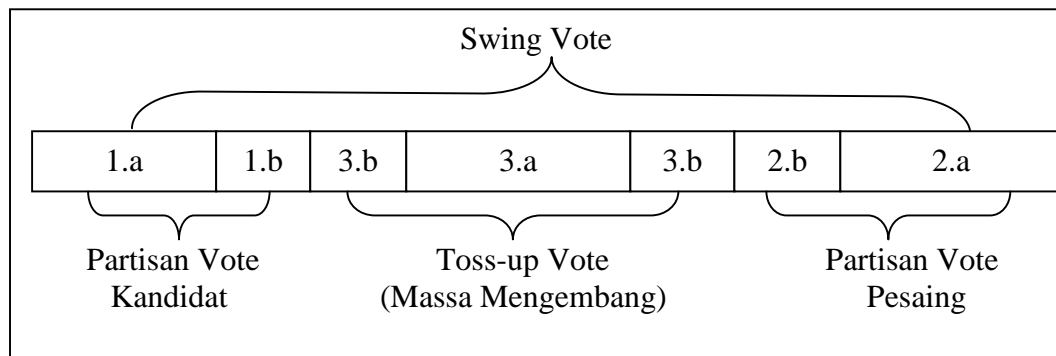 Swing Vote
1.a 1.b 3.b 3.a 3.b 2.b 2.a
Partisan Vote
Kandidat
Toss-up Vote
(Massa Mengembang)
Partisan Vote
Pesaing